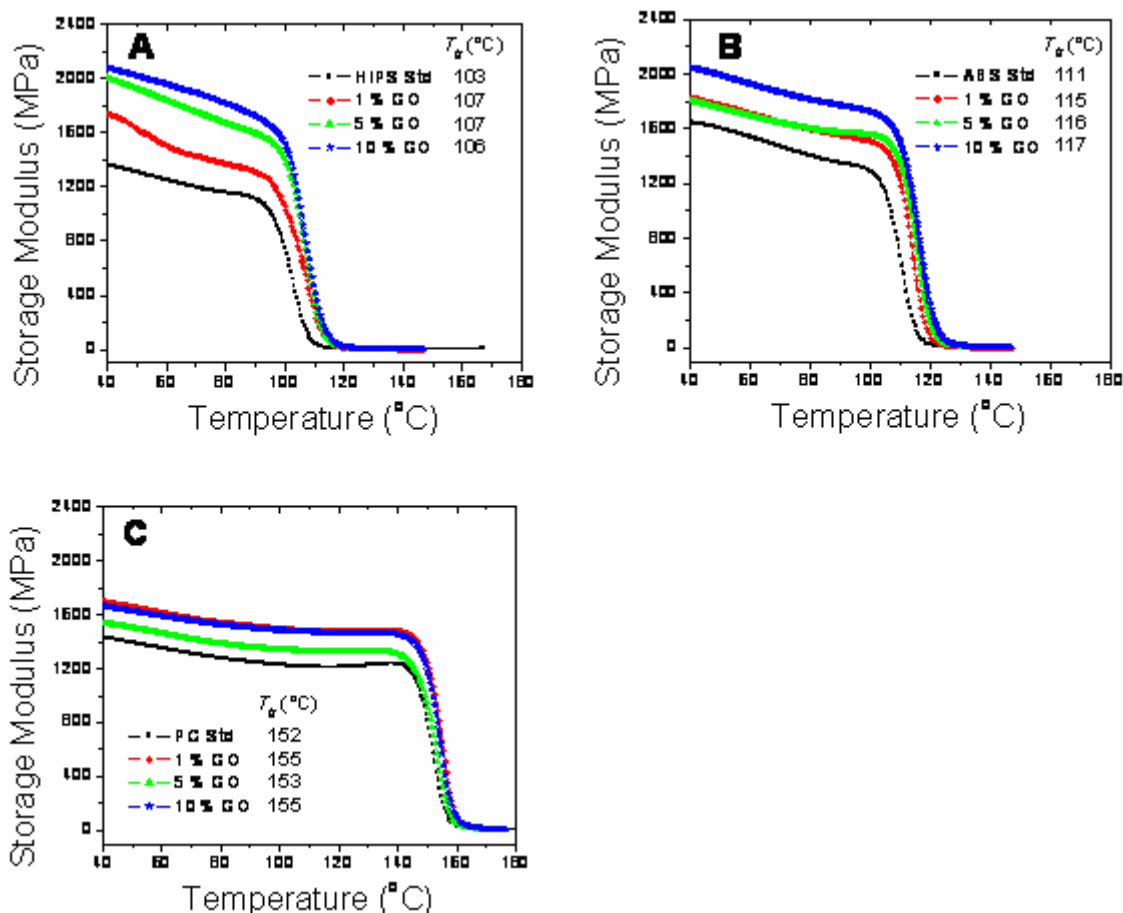 A
T_g (°C)
HIPS Std 103
1 % GO 107
5 % GO 107
10 % GO 106
2400
2000
1600
1200
800
400
0
40 60 80 100 120 140 160 180
Storage Modulus (MPa)
Temperature (°C)
B
T_g (°C)
ABS Std 111
1 % GO 115
5 % GO 116
10 % GO 117
2400
2000
1600
1200
800
400
0
40 60 80 100 120 140 160 180
Storage Modulus (MPa)
Temperature (°C)
C
2400
2000
1600
1200
800
400
0
T_g (°C)
PC Std 152
1 % GO 155
5 % GO 153
10 % GO 155
40 60 80 100 120 140 160 180
Storage Modulus (MPa)
Temperature (°C)